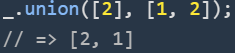 _.union([2], [1, 2]);
// => [2, 1]